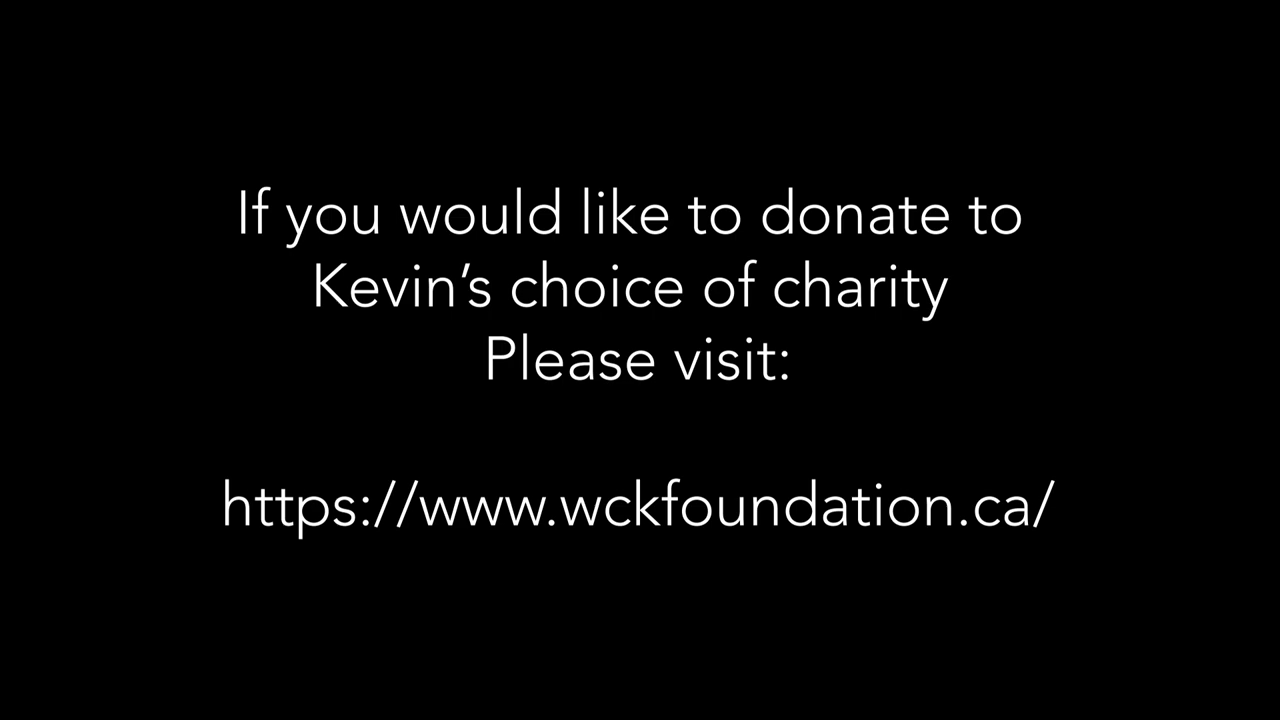 If you would like to donate to
Kevin’s choice of charity
Please visit:
https://www.wckfoundation.ca/